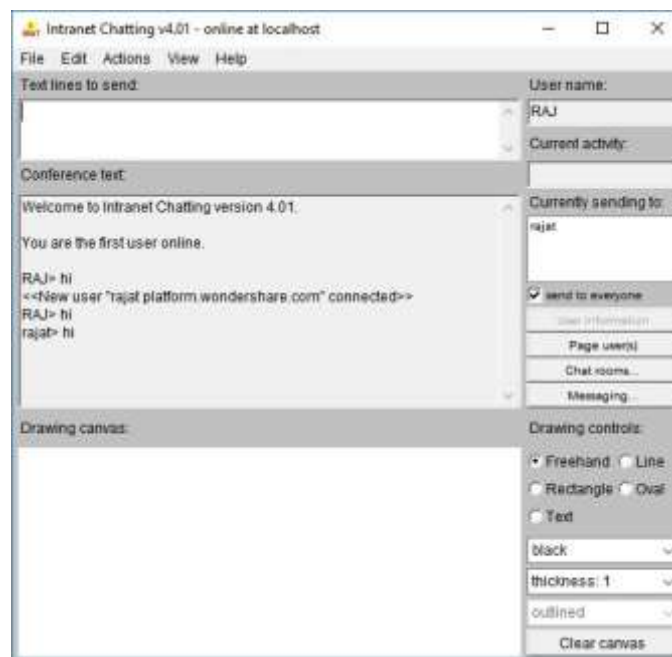 Intranet Chatting v4.01 - online at localhost
File Edit Actions View Help
Text lines to send:
User name:
RAJ
Current activity:
Conference text:
Welcome to Intranet Chatting version 4.01.
You are the first user online.
RAJ> hi
<<New user "rajat.platform.wondershare.com" connected>>
RAJ> hi
rajat> hi
Currently sending to:
rajat
send to everyone
User information
Page user(s)
Chat rooms...
Messaging...
Drawing canvas:
Drawing controls:
Freehand Line
Rectangle Oval
Text
black
thickness: 1
outlined
Clear canvas